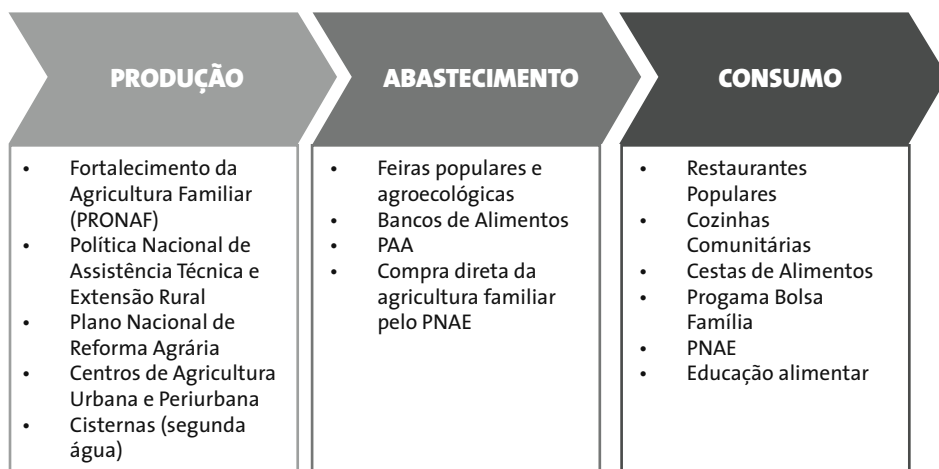 PRODUÇÃO
• Fortalecimento da
Agricultura Familiar
(PRONAF)
• Política Nacional de
Assistência Técnica e
Extensão Rural
• Plano Nacional de
Reforma Agrária
• Centros de Agricultura
Urbana e Periurbana
• Cisternas (segunda
água)
ABASTECIMENTO
• Feiras populares e
agroecológicas
• Bancos de Alimentos
• PAA
• Compra direta da
agricultura familiar
pelo PNAE
CONSUMO
• Restaurantes
Populares
• Cozinhas
Comunitárias
• Cestas de Alimentos
• Progama Bolsa
Família
• PNAE
• Educação alimentar